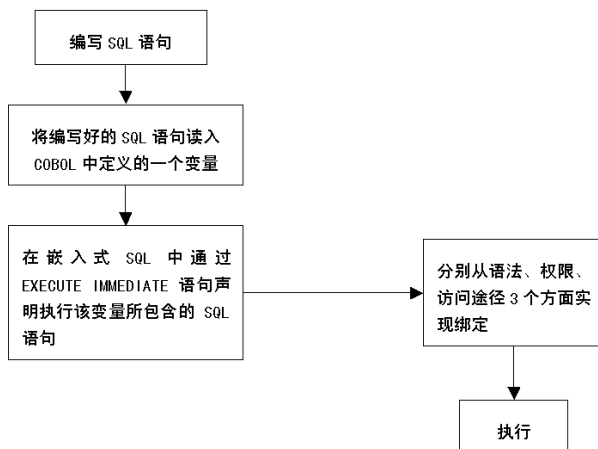 编写 SQL 语句
将编写好的 SQL 语句读入
COBOL 中定义的一个变量
在嵌入式 SQL 中通过
EXECUTE IMMEDIATE 语句声
明执行该变量所包含的 SQL
语句
分别从语法、权限、
访问途径 3 个方面实
现绑定
执行